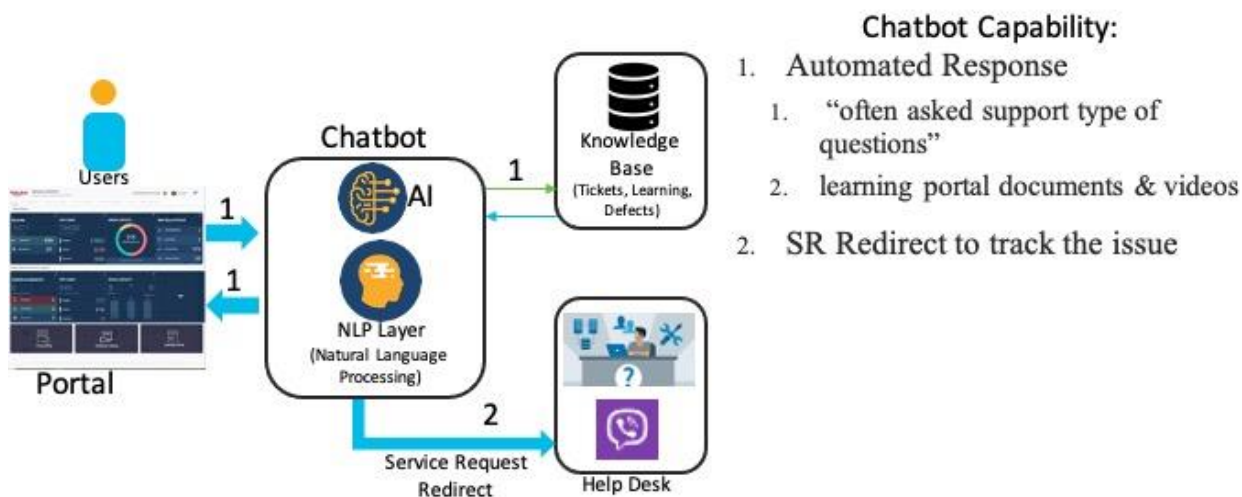 Chatbot Capability:
1. Automated Response
1. “often asked support type of
questions”
2. learning portal documents & videos
2. SR Redirect to track the issue
Users
Portal
1
1
Chatbot
AI
NLP Layer
(Natural Language
Processing)
1
Knowledge
Base
(Tickets, Learning,
Defects)
2
Service Request
Redirect
?
Help Desk